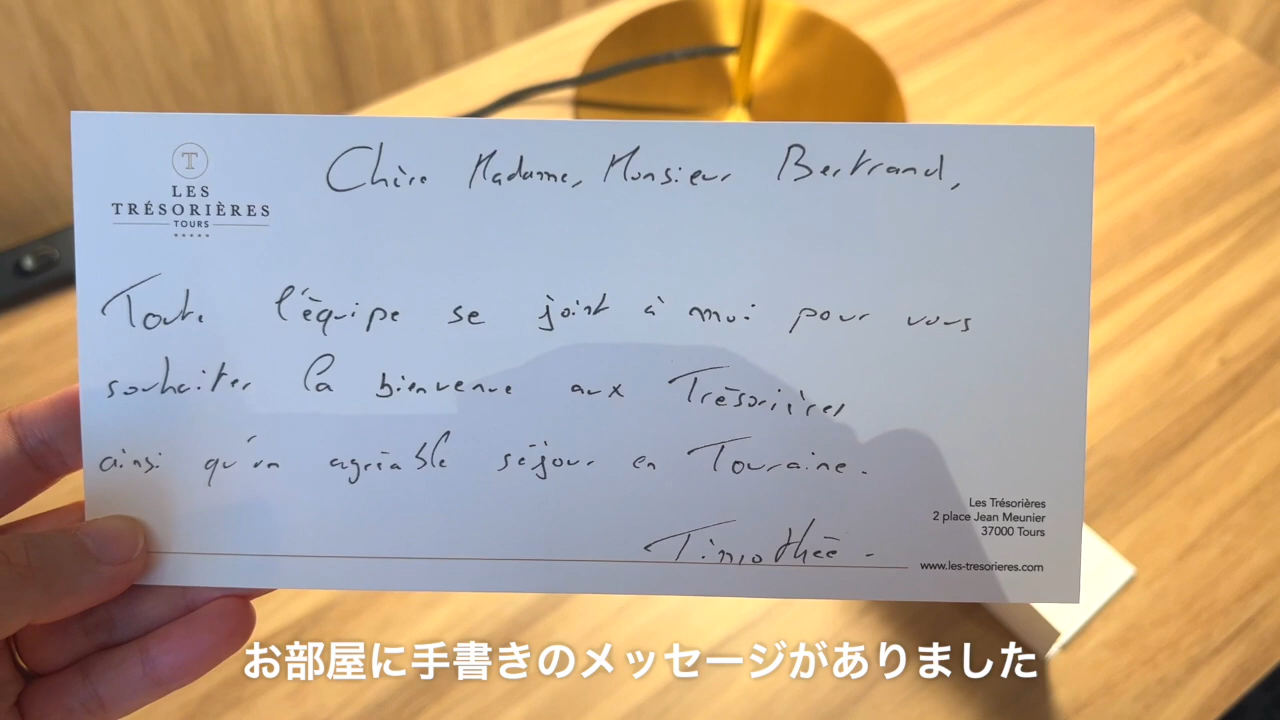 T
LES
TRÉSORIÈRES
TOURS
Chère Madame, Monsieur Bertrand,
Toute l'équipe se joint à moi pour vous
souhaiter la bienvenue aux Trésorières
ainsi qu'un agréable séjour en Touraine.
Timothée.
Les Trésorières
2 place Jean Meunier
37000 Tours
www.les-tresorieres.com
お部屋に手書きのメッセージがありました